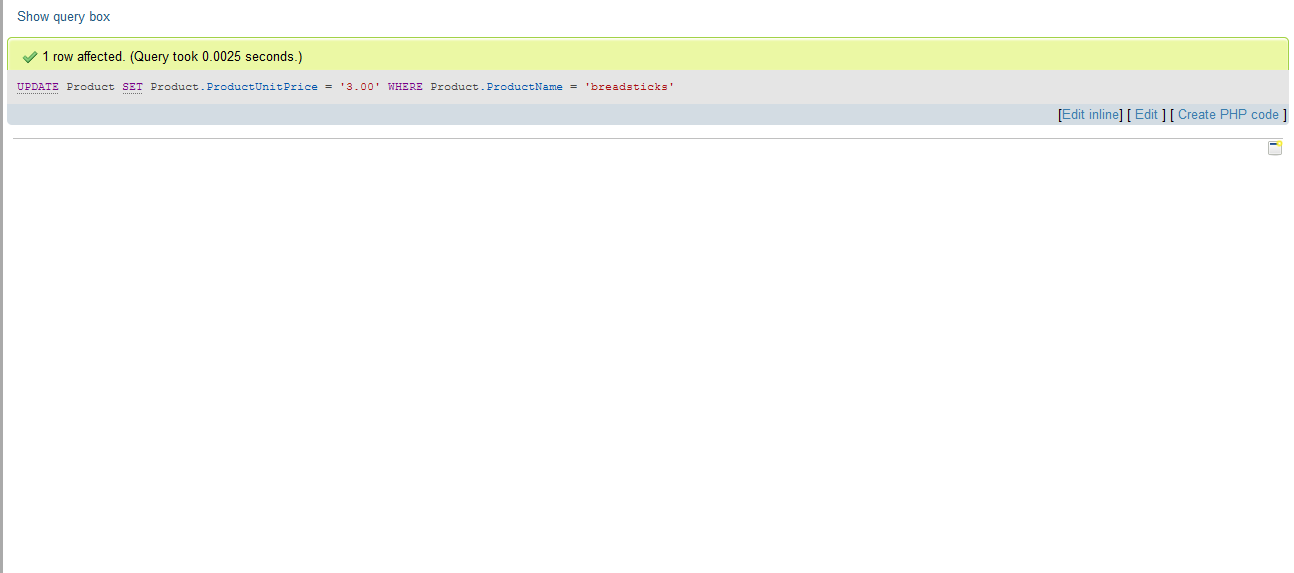 Show query box
1 row affected. (Query took 0.0025 seconds.)
UPDATE Product SET Product.ProductUnitPrice = '3.00' WHERE Product.ProductName = 'breadsticks'
[Edit inline] [ Edit ] [ Create PHP code ]